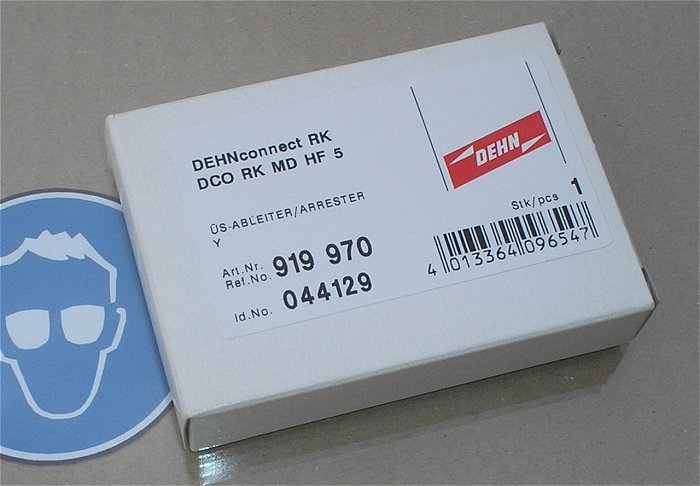 DEHNconnect RK
DCO RK MD HF 5
DEHN
ÜS-ABLEITER/ARRESTER
Y
Stk/pcs 1
Art.Nr.
Ref.No. 919 970
Id.No. 044129
4 013364 096547